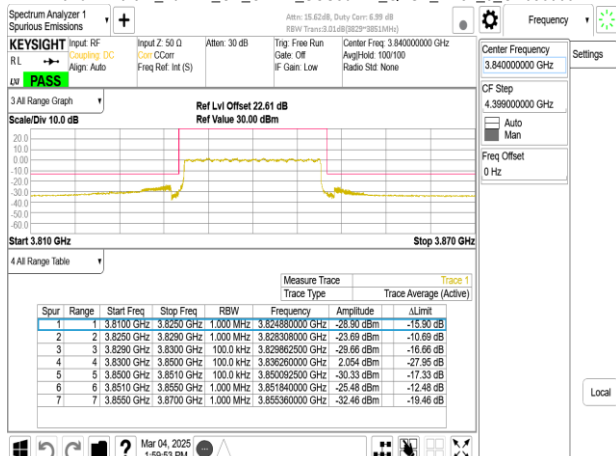 Spectrum Analyzer 1
Spurious Emissions
Attn: 15.62dB, Duty Corr: 6.99 dB
RBW Trans:3.01dB(3829~3851MHz)
Frequency
KEYSIGHT
Input: RF
Coupling: DC
Align: Auto
Input Z: 50 Ω
Corr CCorr
Freq Ref: Int (S)
Atten: 30 dB
Trig: Free Run
Gate: Off
IF Gain: Low
Center Freq: 3.840000000 GHz
Avg|Hold: 100/100
Radio Std: None
RL
LXI
PASS
Center Frequency
3.840000000 GHz
Settings
CF Step
4.399000000 GHz
Auto
Man
Freq Offset
0 Hz
3 All Range Graph
Scale/Div 10.0 dB
Ref Lvl Offset 22.61 dB
Ref Value 30.00 dBm
20.0
10.0
0.00
-10.0
-20.0
-30.0
-40.0
-50.0
-60.0
Start 3.810 GHz
Stop 3.870 GHz
4 All Range Table
Measure Trace Trace 1
Trace Type Trace Average (Active)
Spur Range Start Freq Stop Freq RBW Frequency Amplitude ΔLimit
1 1 3.8100 GHz 3.8250 GHz 1.000 MHz 3.824880000 GHz -28.90 dBm -15.90 dB
2 2 3.8250 GHz 3.8290 GHz 1.000 MHz 3.828308000 GHz -23.69 dBm -10.69 dB
3 3 3.8290 GHz 3.8300 GHz 100.0 kHz 3.829862500 GHz -29.66 dBm -16.66 dB
4 4 3.8300 GHz 3.8500 GHz 100.0 kHz 3.836260000 GHz 2.054 dBm -27.95 dB
5 5 3.8500 GHz 3.8510 GHz 100.0 kHz 3.850092500 GHz -30.33 dBm -17.33 dB
6 6 3.8510 GHz 3.8550 GHz 1.000 MHz 3.851840000 GHz -25.48 dBm -12.48 dB
7 7 3.8550 GHz 3.8700 GHz 1.000 MHz 3.855360000 GHz -32.46 dBm -19.46 dB
Local
Mar 04, 2025
1:59:53 PM